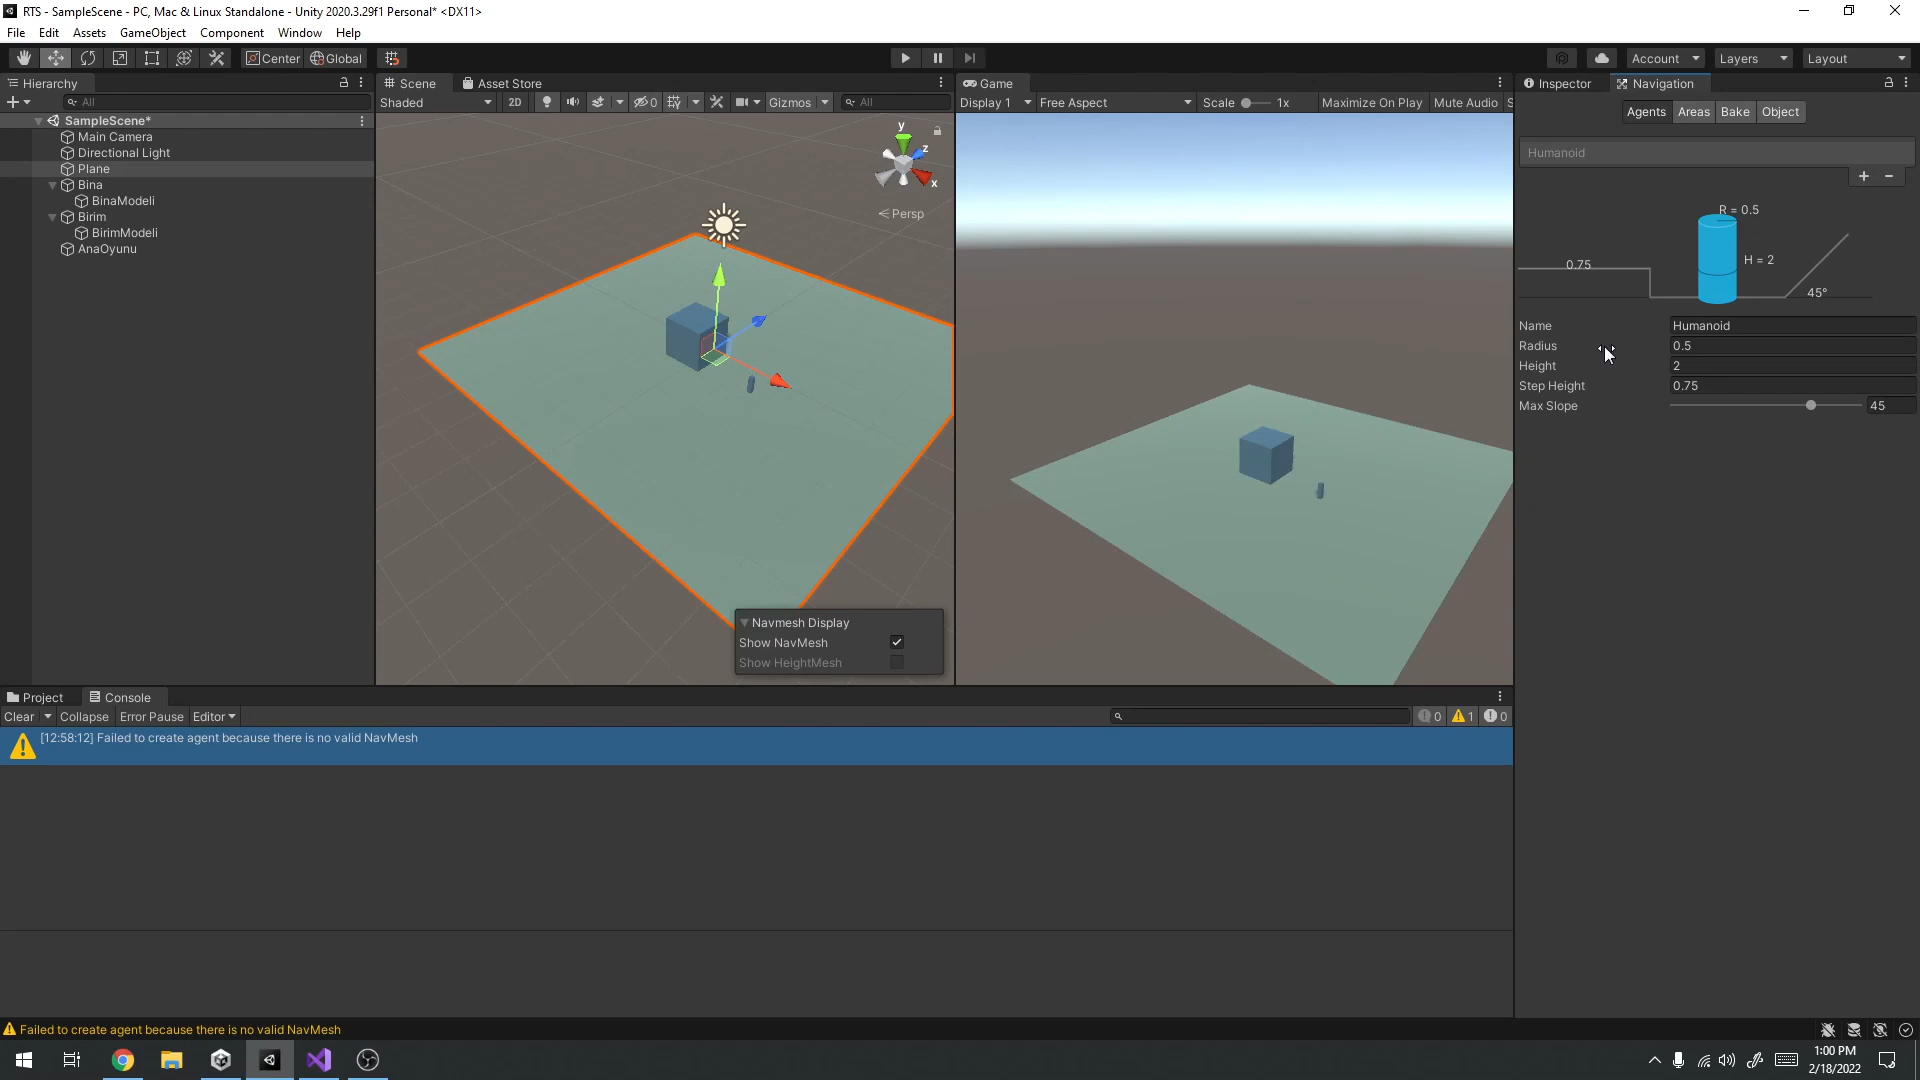 RTS - SampleScene - PC, Mac & Linux Standalone - Unity 2020.3.29f1 Personal* <DX11>
File Edit Assets GameObject Component Window Help
Center Global Account Layers Layout
Hierarchy Scene Asset Store Game Inspector Navigation
All Shaded 2D 0 Gizmos All Display 1 Free Aspect Scale 1x Maximize On Play Mute Audio S
Agents Areas Bake Object
SampleScene*
Main Camera
Directional Light
Plane
Bina
BinaModeli
Birim
BirimModeli
AnaOyunu
y
z
x
Persp
Navmesh Display
Show NavMesh
Show HeightMesh
Humanoid
+ -
R = 0.5
0.75
H = 2
45°
Name Humanoid
Radius 0.5
Height 2
Step Height 0.75
Max Slope 45
Project Console
Clear Collapse Error Pause Editor 0 1 0
[12:58:12] Failed to create agent because there is no valid NavMesh
Failed to create agent because there is no valid NavMesh
1:00 PM
2/18/2022